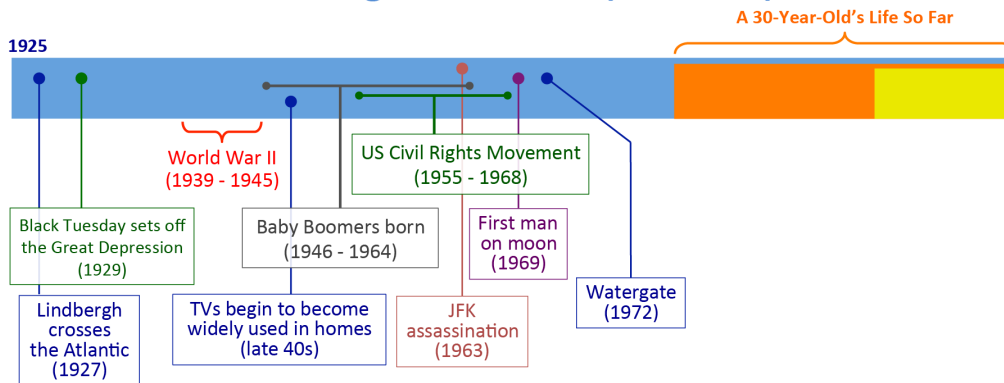 A 30-Year-Old's Life So Far
1925
World War II
(1939 - 1945)
US Civil Rights Movement
(1955 - 1968)
Black Tuesday sets off
the Great Depression
(1929)
Baby Boomers born
(1946 - 1964)
First man
on moon
(1969)
Watergate
(1972)
Lindbergh
crosses
the Atlantic
(1927)
TVs begin to become
widely used in homes
(late 40s)
JFK
assassination
(1963)